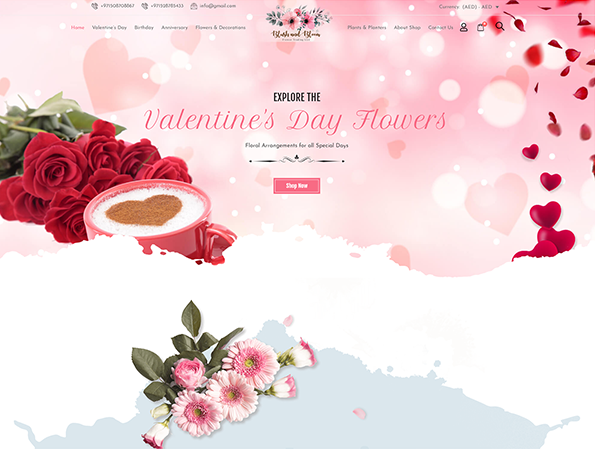 +971508708867 +971508785433 info@gmail.com
Currency: (AED) - AED
Home Valentine's Day Birthday Anniversary Flowers & Decorations
Blush and Bloom
Plants & Planters About Shop Contact Us
EXPLORE THE
Valentine's Day Flowers
Floral Arrangements for all Special Days
Shop Now